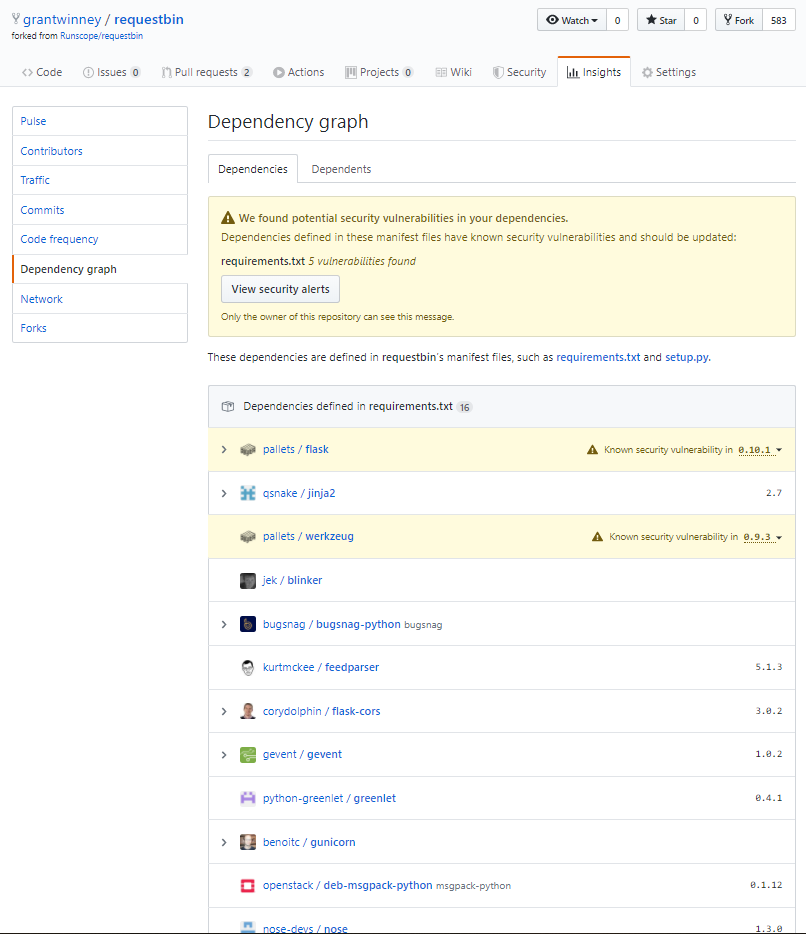 grantwinney / requestbin
Watch 0 Star 0 Fork 583
forked from Runscope/requestbin
Code Issues 0 Pull requests 2 Actions Projects 0 Wiki Security Insights Settings
Pulse
Contributors
Traffic
Commits
Code frequency
Dependency graph
Network
Forks
Dependency graph
Dependencies Dependents
We found potential security vulnerabilities in your dependencies.
Dependencies defined in these manifest files have known security vulnerabilities and should be updated:
requirements.txt 5 vulnerabilities found
View security alerts
Only the owner of this repository can see this message.
These dependencies are defined in requestbin's manifest files, such as requirements.txt and setup.py.
Dependencies defined in requirements.txt 16
pallets / flask Known security vulnerability in 0.10.1
qsnake / jinja2 2.7
pallets / werkzeug Known security vulnerability in 0.9.3
jek / blinker
bugsnag / bugsnag-python bugsnag
kurtmckee / feedparser 5.1.3
corydolphin / flask-cors 3.0.2
gevent / gevent 1.0.2
python-greenlet / greenlet 0.4.1
benoitc / gunicorn
openstack / deb-msgpack-python msgpack-python 0.1.12
nose-devs / nose 1.3.0